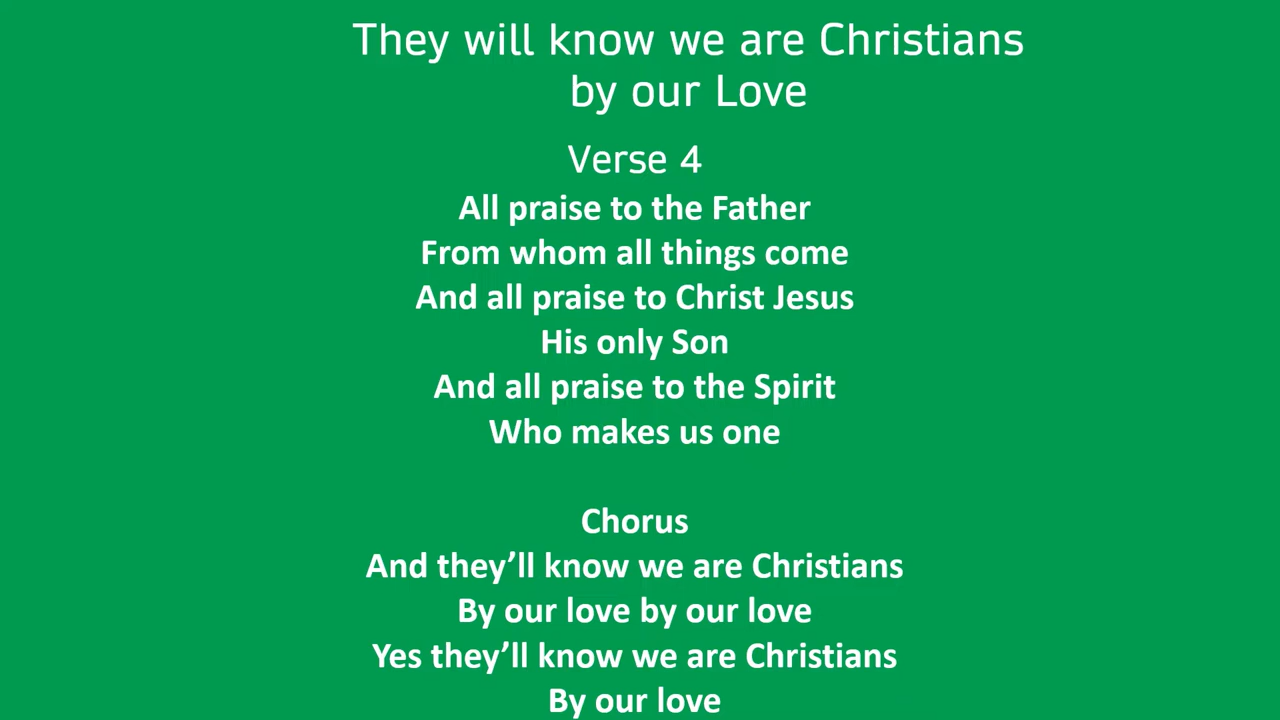 They will know we are Christians
by our Love
Verse 4
All praise to the Father
From whom all things come
And all praise to Christ Jesus
His only Son
And all praise to the Spirit
Who makes us one
Chorus
And they’ll know we are Christians
By our love by our love
Yes they’ll know we are Christians
By our love